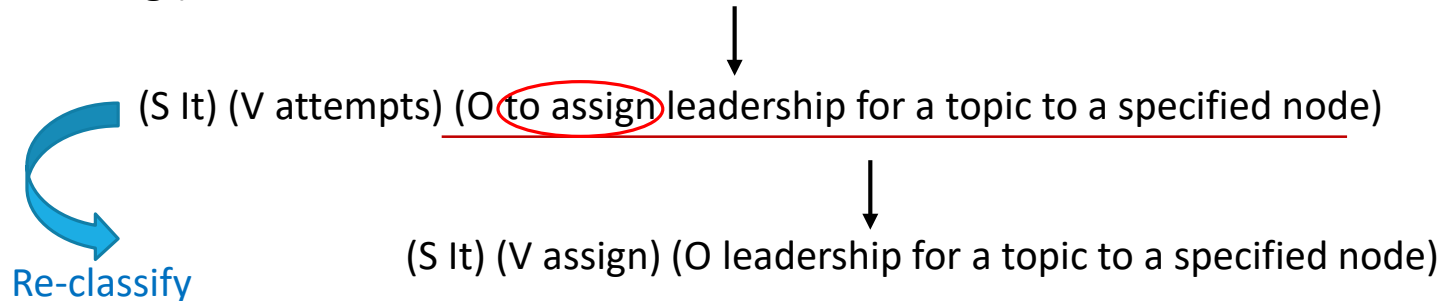 (S It) (V attempts) (O to assign leadership for a topic to a specified node)
(S It) (V assign) (O leadership for a topic to a specified node)
Re-classify